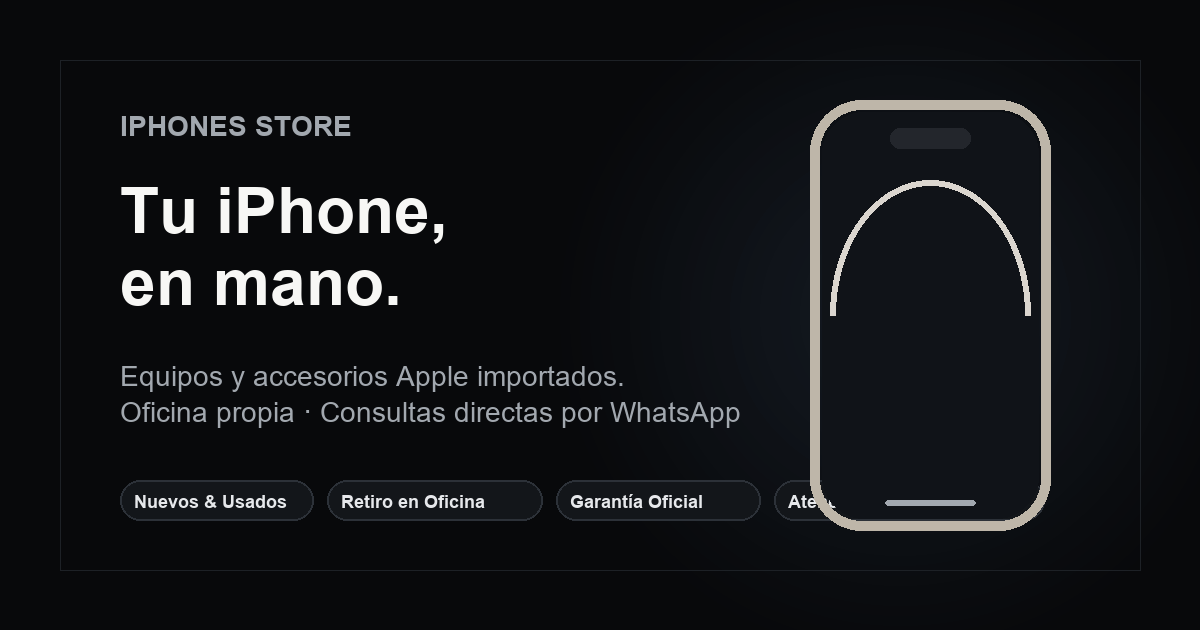 IPHONES STORE
Tu iPhone,
en mano.
Equipos y accesorios Apple importados.
Oficina propia · Consultas directas por WhatsApp
Nuevos & Usados
Retiro en Oficina
Garantía Oficial